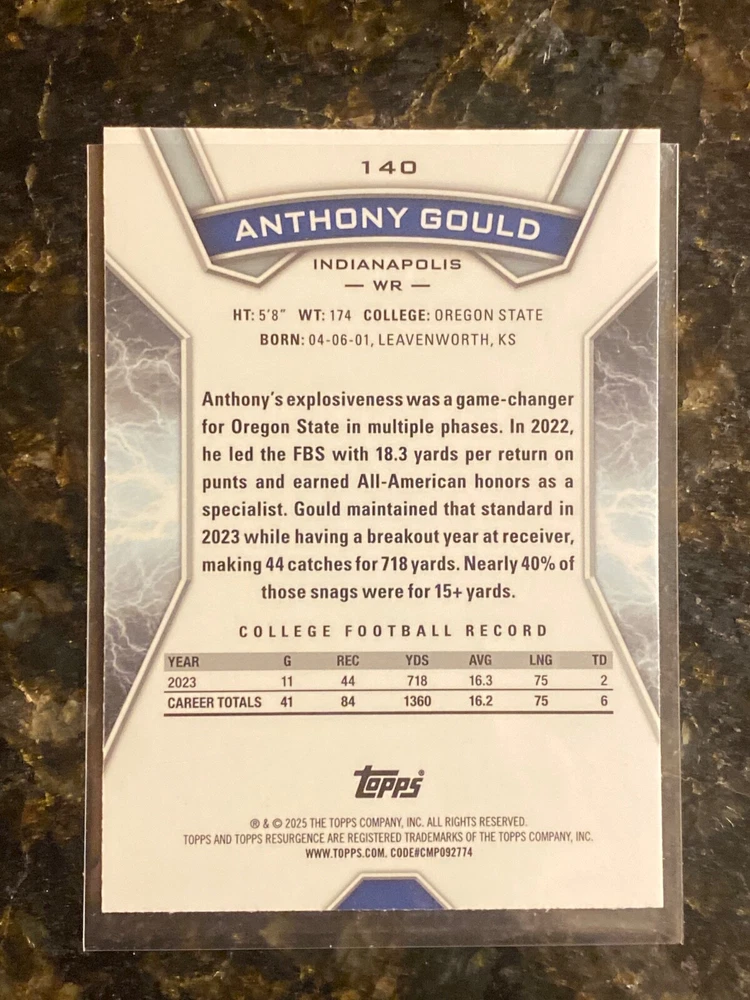 140
ANTHONY GOULD
INDIANAPOLIS
— WR —
HT: 5'8" WT: 174 COLLEGE: OREGON STATE
BORN: 04-06-01, LEAVENWORTH, KS
Anthony's explosiveness was a game-changer
for Oregon State in multiple phases. In 2022,
he led the FBS with 18.3 yards per return on
punts and earned All-American honors as a
specialist. Gould maintained that standard in
2023 while having a breakout year at receiver,
making 44 catches for 718 yards. Nearly 40% of
those snags were for 15+ yards.
COLLEGE FOOTBALL RECORD
YEAR G REC YDS AVG LNG TD
2023 11 44 718 16.3 75 2
CAREER TOTALS 41 84 1360 16.2 75 6
topps®
® & © 2025 THE TOPPS COMPANY, INC. ALL RIGHTS RESERVED.
TOPPS AND TOPPS RESURGENCE ARE REGISTERED TRADEMARKS OF THE TOPPS COMPANY, INC.
WWW.TOPPS.COM. CODE#CMP092774